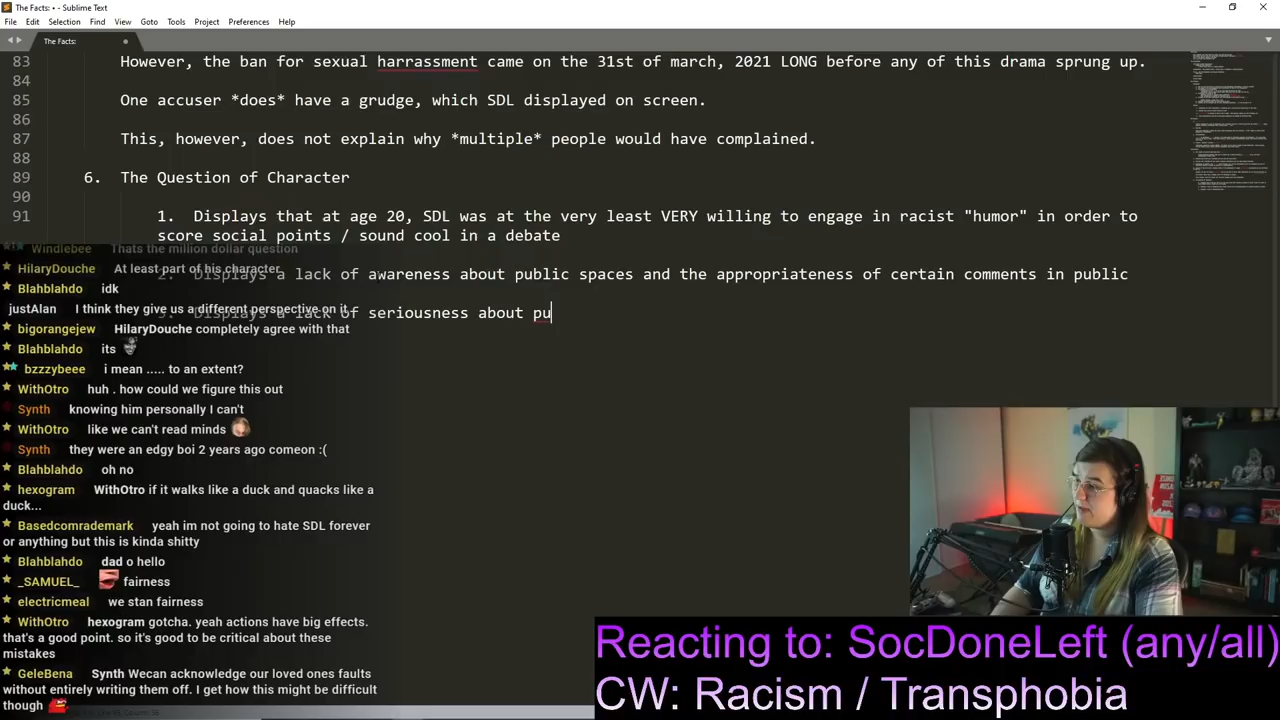 The Facts: • - Sublime Text
File Edit Selection Find View Goto Tools Project Preferences Help
The Facts:
83 However, the ban for sexual harrassment came on the 31st of march, 2021 LONG before any of this drama sprung up.
84
85 One accuser *does* have a grudge, which SDL displayed on screen.
86
87 This, however, does not explain why *multiple* people would have complained.
88
89 6. The Question of Character
90
91 1. Displays that at age 20, SDL was at the very least VERY willing to engage in racist "humor" in order to
score social points / sound cool in a debate
2. Displays a lack of awareness about public spaces and the appropriateness of certain comments in public
3. Displays a lack of seriousness about pu
Windlebee Thats the million dollar question
HilaryDouche At least part of his character
Blahblahdo idk
justAlan I think they give us a different perspective on it
bigorangejew HilaryDouche completely agree with that
Blahblahdo its
bzzzybeee i mean ..... to an extent?
WithOtro huh . how could we figure this out
Synth knowing him personally I can't
WithOtro like we can't read minds
Synth they were an edgy boi 2 years ago comeon :(
Blahblahdo oh no
hexogram WithOtro if it walks like a duck and quacks like a
duck...
Basedcomrademark yeah im not going to hate SDL forever
or anything but this is kinda shitty
Blahblahdo dad o hello
_SAMUEL_ fairness
electricmeal we stan fairness
WithOtro hexogram gotcha. yeah actions have big effects.
that's a good point. so it's good to be critical about these
mistakes
GeleBena Synth Wecan acknowledge our loved ones faults
without entirely writing them off. I get how this might be difficult
though
Reacting to: SocDoneLeft (any/all)
CW: Racism / Transphobia